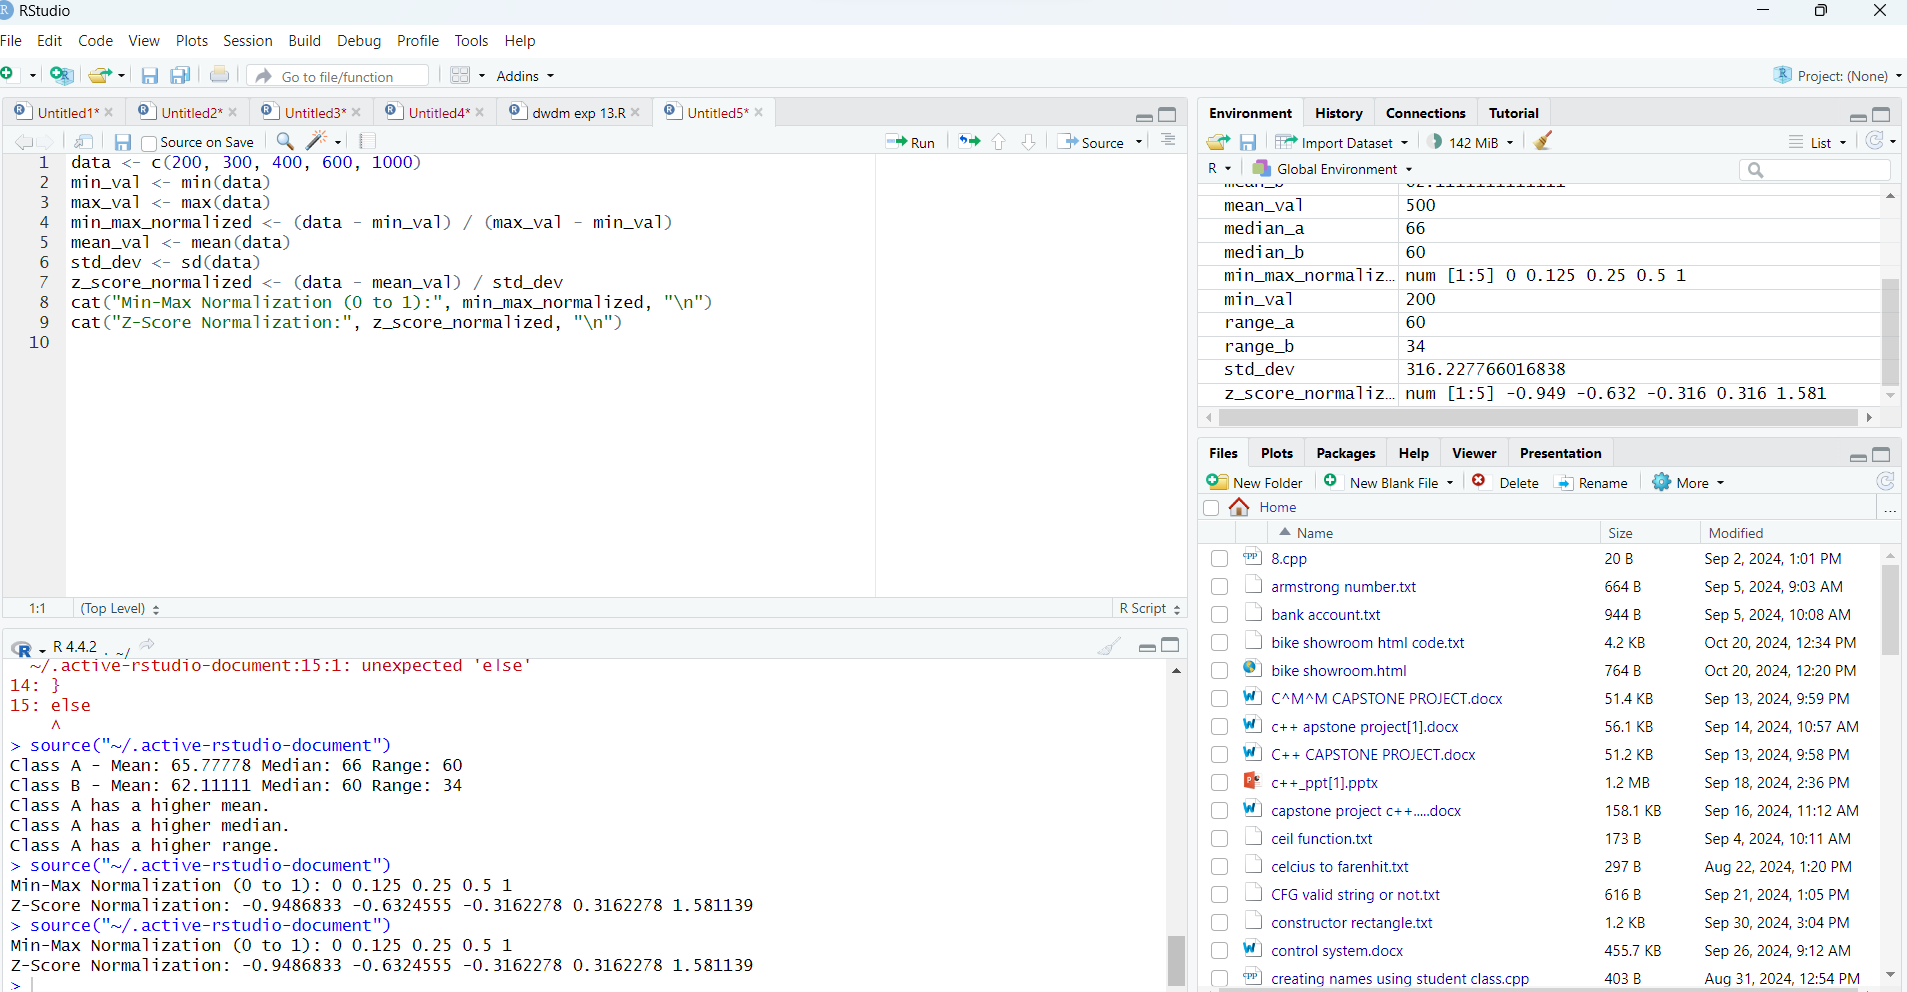 RStudio
File Edit Code View Plots Session Build Debug Profile Tools Help
Go to file/function Addins Project: (None)
Untitled1* Untitled2* Untitled3* Untitled4* dwdm exp 13.R Untitled5*
Source on Save Run Source
1 data <- c(200, 300, 400, 600, 1000)
2 min_val <- min(data)
3 max_val <- max(data)
4 min_max_normalized <- (data - min_val) / (max_val - min_val)
5 mean_val <- mean(data)
6 std_dev <- sd(data)
7 z_score_normalized <- (data - mean_val) / std_dev
8 cat("Min-Max Normalization (0 to 1):", min_max_normalized, "\n")
9 cat("Z-Score Normalization:", z_score_normalized, "\n")
10
1:1 (Top Level) R Script
R 4.4.2 . ~/
~/.active-rstudio-document:15:1: unexpected 'else'
14: }
15: else
^
> source("~/.active-rstudio-document")
Class A - Mean: 65.77778 Median: 66 Range: 60
Class B - Mean: 62.11111 Median: 60 Range: 34
Class A has a higher mean.
Class A has a higher median.
Class A has a higher range.
> source("~/.active-rstudio-document")
Min-Max Normalization (0 to 1): 0 0.125 0.25 0.5 1
Z-Score Normalization: -0.9486833 -0.6324555 -0.3162278 0.3162278 1.581139
> source("~/.active-rstudio-document")
Min-Max Normalization (0 to 1): 0 0.125 0.25 0.5 1
Z-Score Normalization: -0.9486833 -0.6324555 -0.3162278 0.3162278 1.581139
>
Environment History Connections Tutorial
Import Dataset 142 MiB List
R Global Environment
mean_val 500
median_a 66
median_b 60
min_max_normaliz… num [1:5] 0 0.125 0.25 0.5 1
min_val 200
range_a 60
range_b 34
std_dev 316.227766016838
z_score_normaliz… num [1:5] -0.949 -0.632 -0.316 0.316 1.581
Files Plots Packages Help Viewer Presentation
New Folder New Blank File Delete Rename More
Home ...
Name Size Modified
8.cpp 20 B Sep 2, 2024, 1:01 PM
armstrong number.txt 664 B Sep 5, 2024, 9:03 AM
bank account.txt 944 B Sep 5, 2024, 10:08 AM
bike showroom html code.txt 4.2 KB Oct 20, 2024, 12:34 PM
bike showroom.html 764 B Oct 20, 2024, 12:20 PM
C^M^M CAPSTONE PROJECT.docx 51.4 KB Sep 13, 2024, 9:59 PM
c++ apstone project[1].docx 56.1 KB Sep 14, 2024, 10:57 AM
C++ CAPSTONE PROJECT.docx 51.2 KB Sep 13, 2024, 9:58 PM
c++_ppt[1].pptx 1.2 MB Sep 18, 2024, 2:36 PM
capstone project c++.....docx 158.1 KB Sep 16, 2024, 11:12 AM
ceil function.txt 173 B Sep 4, 2024, 10:11 AM
celcius to farenhit.txt 297 B Aug 22, 2024, 1:20 PM
CFG valid string or not.txt 616 B Sep 21, 2024, 1:05 PM
constructor rectangle.txt 1.2 KB Sep 30, 2024, 3:04 PM
control system.docx 455.7 KB Sep 26, 2024, 9:12 AM
creating names using student class.cpp 403 B Aug 31, 2024, 12:54 PM